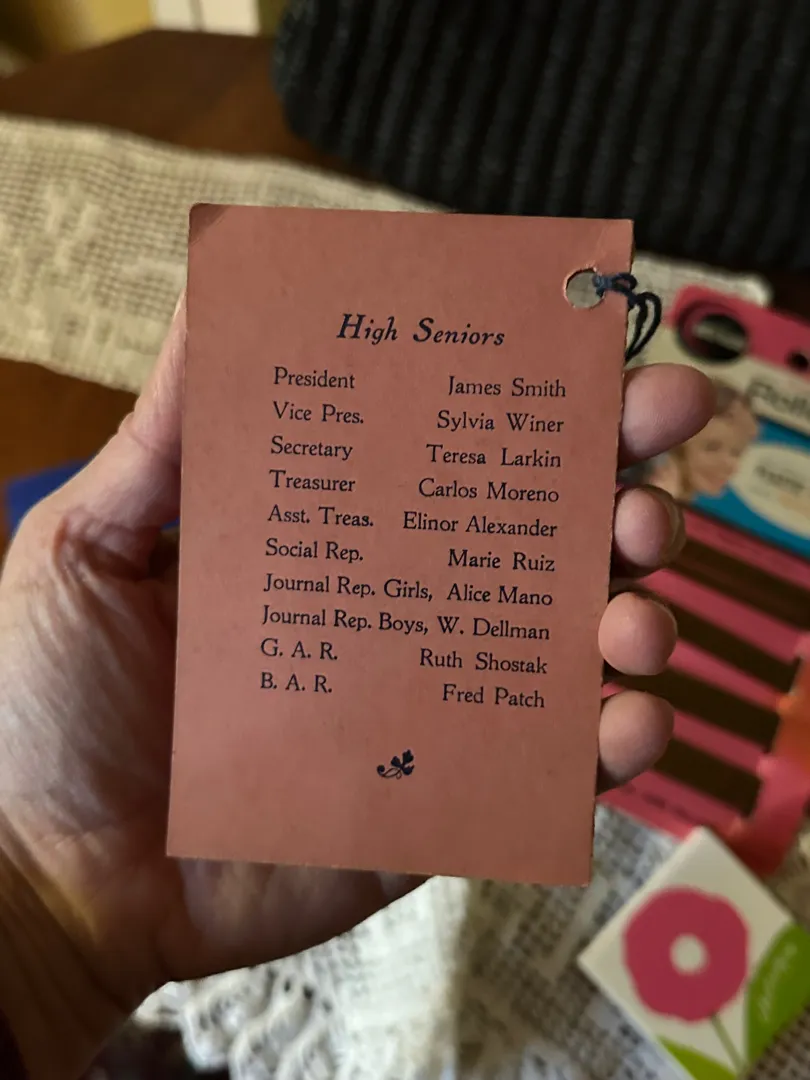 High Seniors
President James Smith
Vice Pres. Sylvia Winer
Secretary Teresa Larkin
Treasurer Carlos Moreno
Asst. Treas. Elinor Alexander
Social Rep. Marie Ruiz
Journal Rep. Girls, Alice Mano
Journal Rep. Boys, W. Dellman
G. A. R. Ruth Shostak
B. A. R. Fred Patch